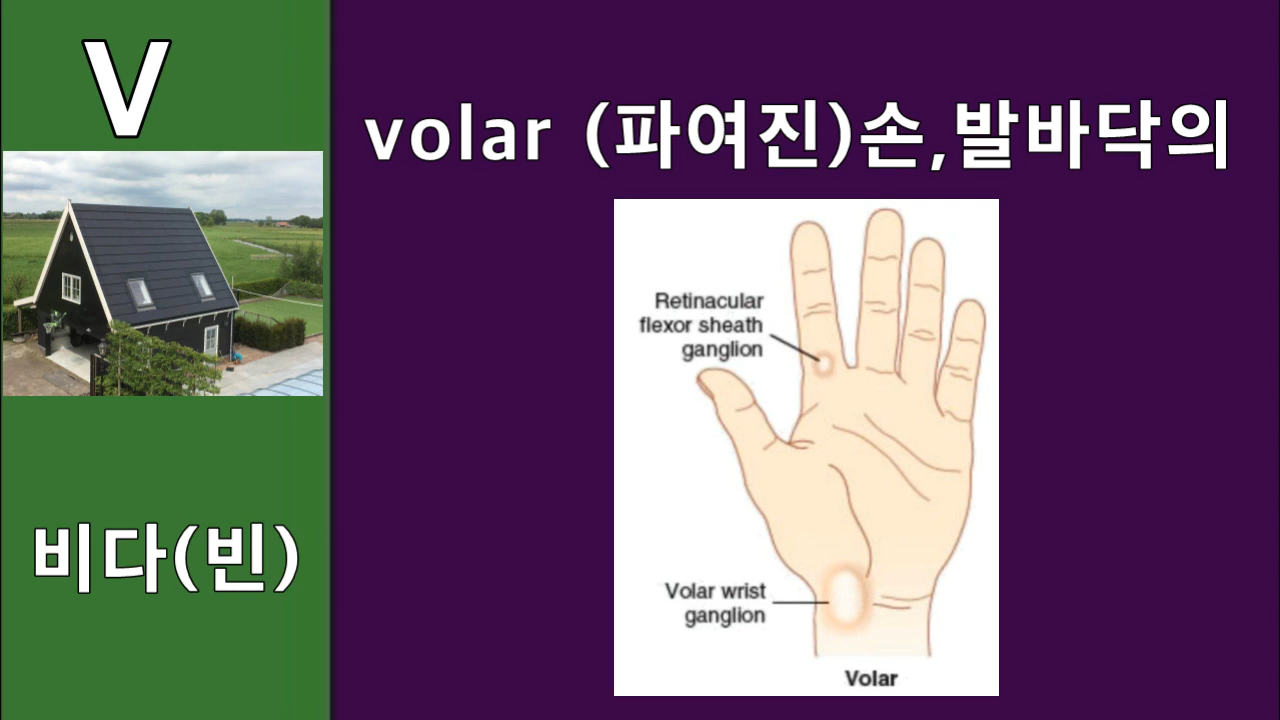 V
비다(빈)
volar (파여진)손,발바닥의
Retinacular
flexor sheath
ganglion
Volar wrist
ganglion
Volar